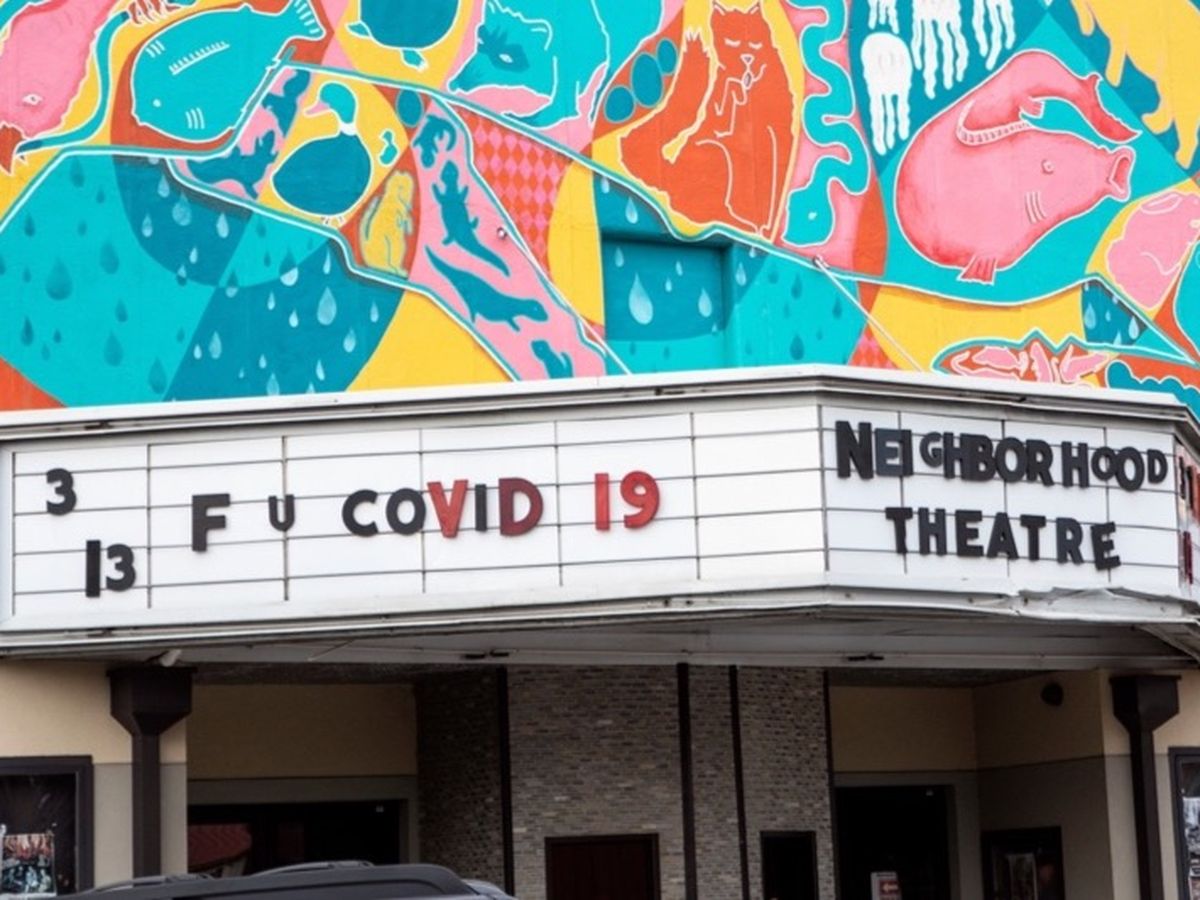 3
F U COVID 19
13
NEIGHBORHOOD
THEATRE